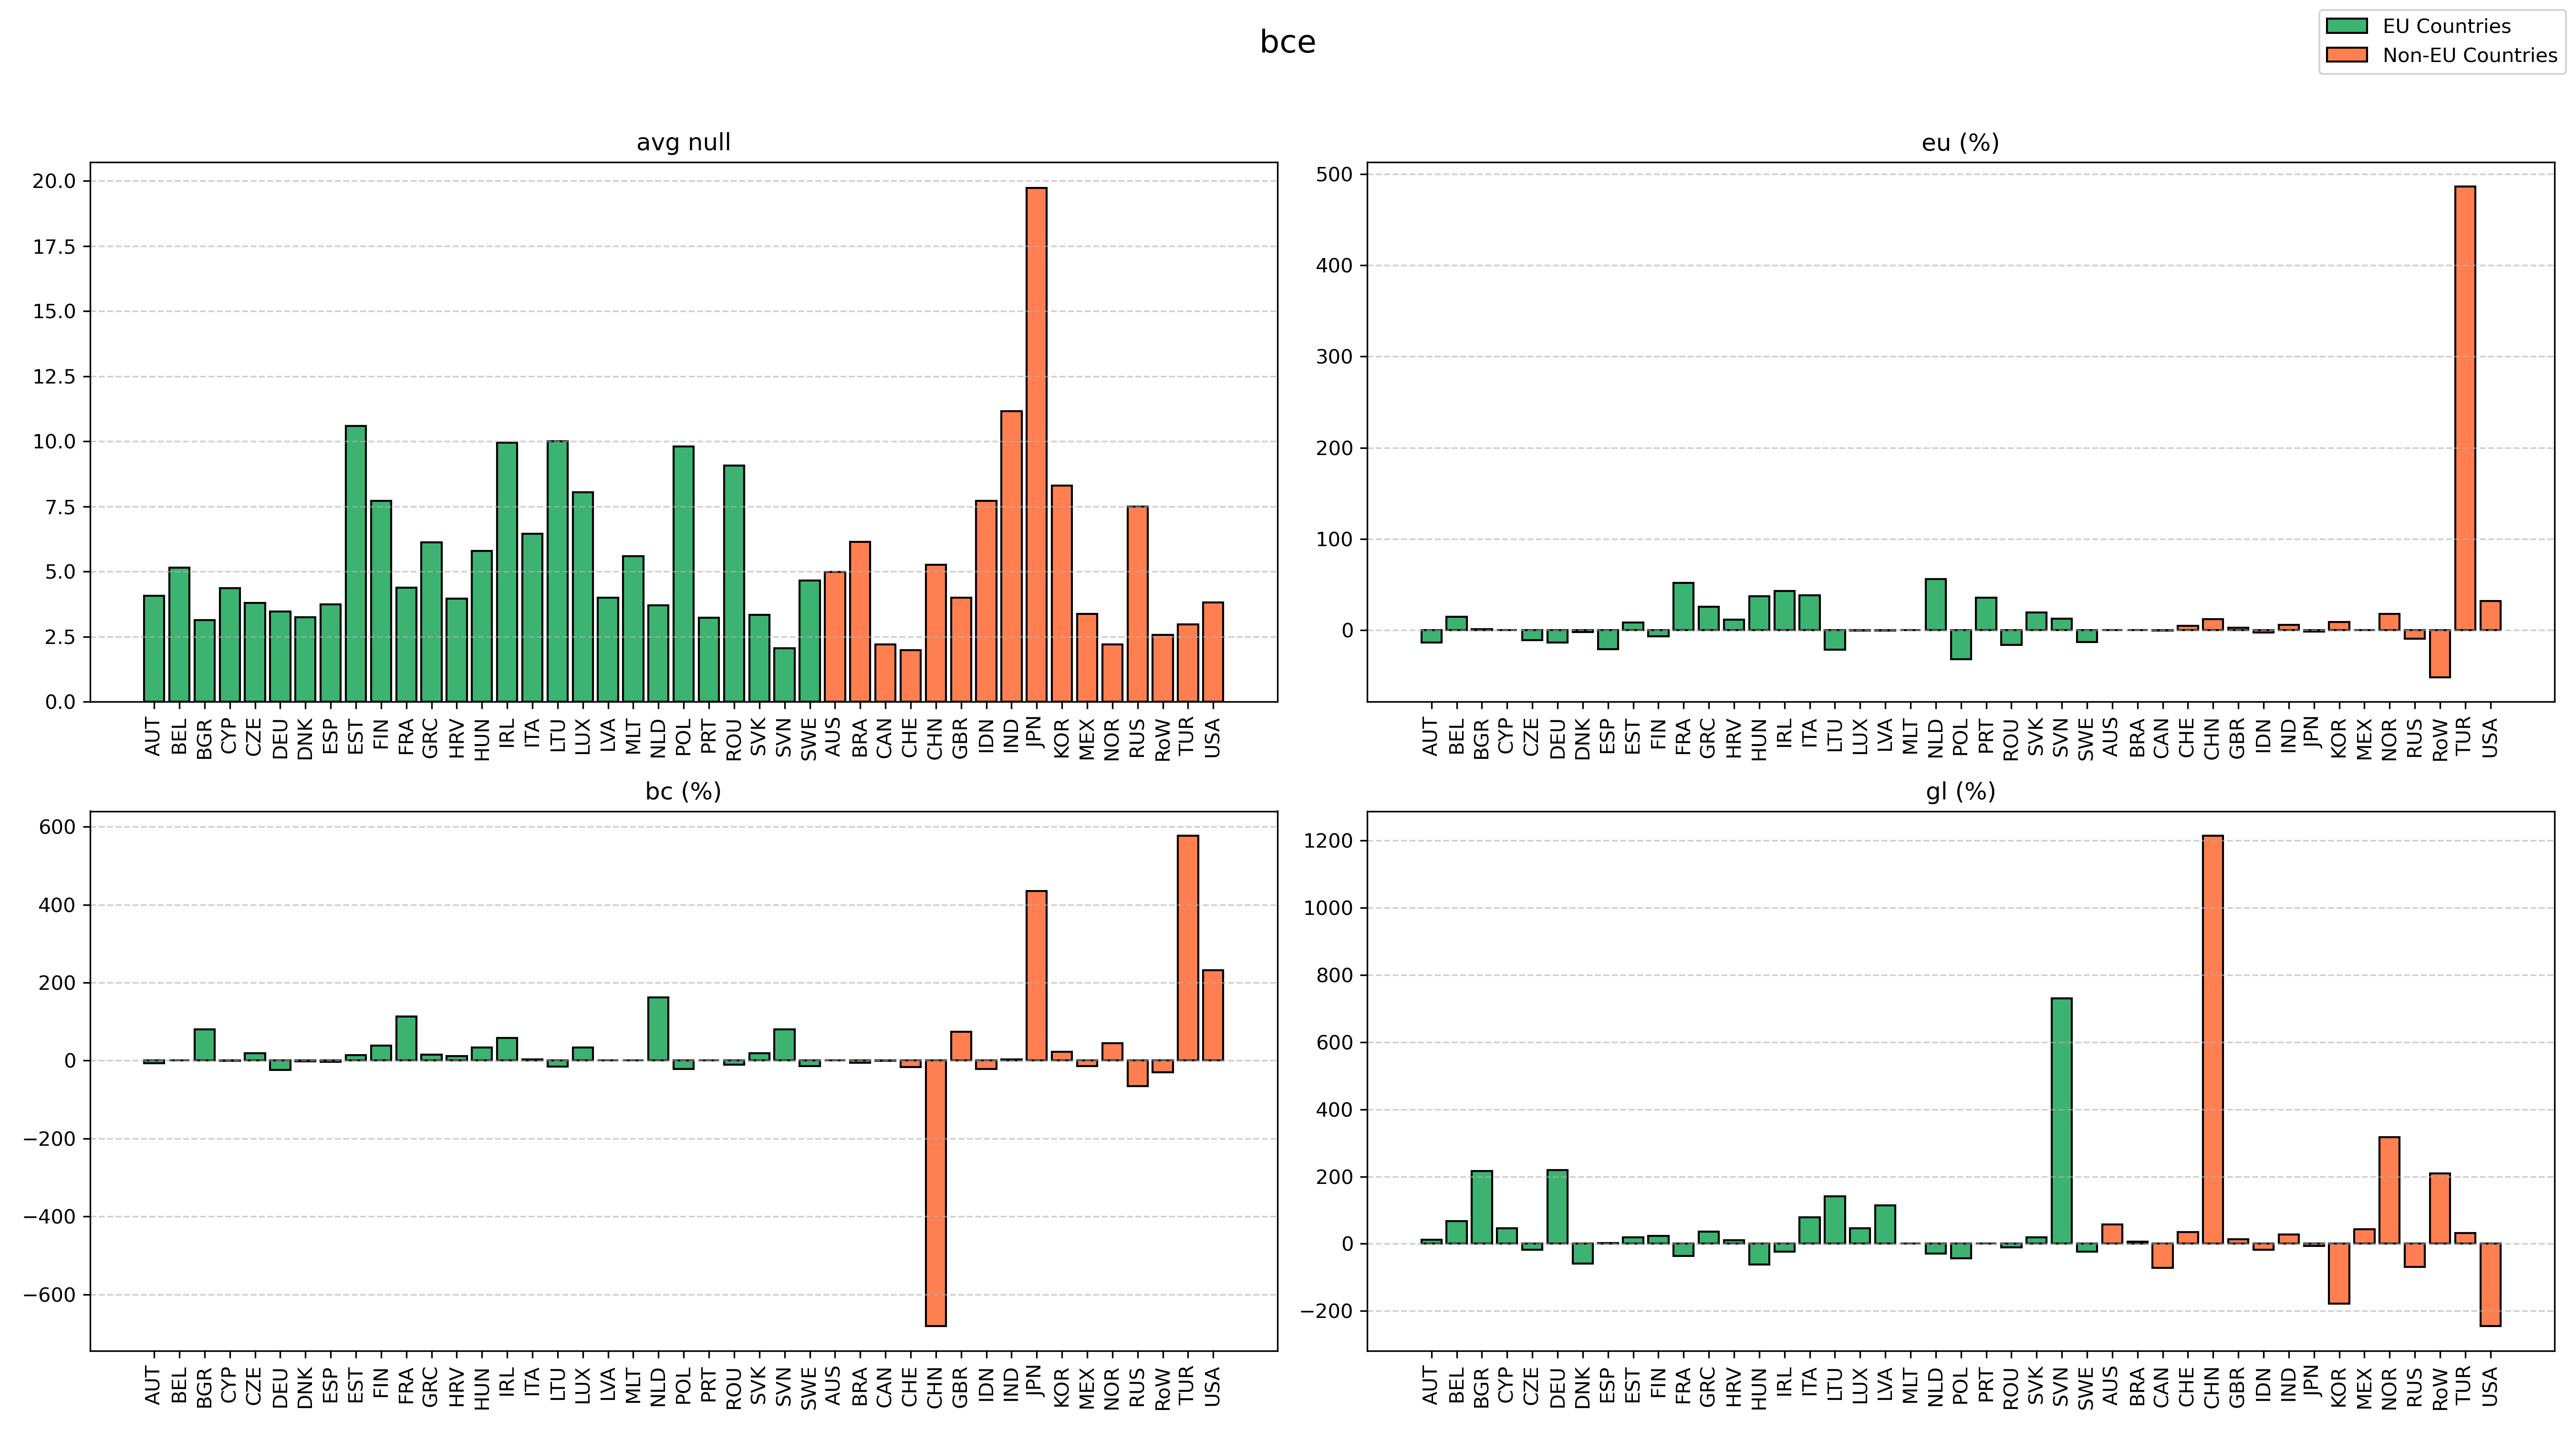 bce
EU Countries
Non-EU Countries
avg null
20.0
17.5
15.0
12.5
10.0
7.5
5.0
2.5
0.0
AUT BEL BGR CYP CZE DEU DNK ESP EST FIN FRA GRC HRV HUN IRL ITA LTU LUX LVA MLT NLD POL PRT ROU SVK SVN SWE AUS BRA CAN CHE CHN GBR IDN IND JPN KOR MEX NOR RUS RoW TUR USA
eu (%)
500
400
300
200
100
0
AUT BEL BGR CYP CZE DEU DNK ESP EST FIN FRA GRC HRV HUN IRL ITA LTU LUX LVA MLT NLD POL PRT ROU SVK SVN SWE AUS BRA CAN CHE CHN GBR IDN IND JPN KOR MEX NOR RUS RoW TUR USA
bc (%)
600
400
200
0
−200
−400
−600
AUT BEL BGR CYP CZE DEU DNK ESP EST FIN FRA GRC HRV HUN IRL ITA LTU LUX LVA MLT NLD POL PRT ROU SVK SVN SWE AUS BRA CAN CHE CHN GBR IDN IND JPN KOR MEX NOR RUS RoW TUR USA
gl (%)
1200
1000
800
600
400
200
0
−200
AUT BEL BGR CYP CZE DEU DNK ESP EST FIN FRA GRC HRV HUN IRL ITA LTU LUX LVA MLT NLD POL PRT ROU SVK SVN SWE AUS BRA CAN CHE CHN GBR IDN IND JPN KOR MEX NOR RUS RoW TUR USA